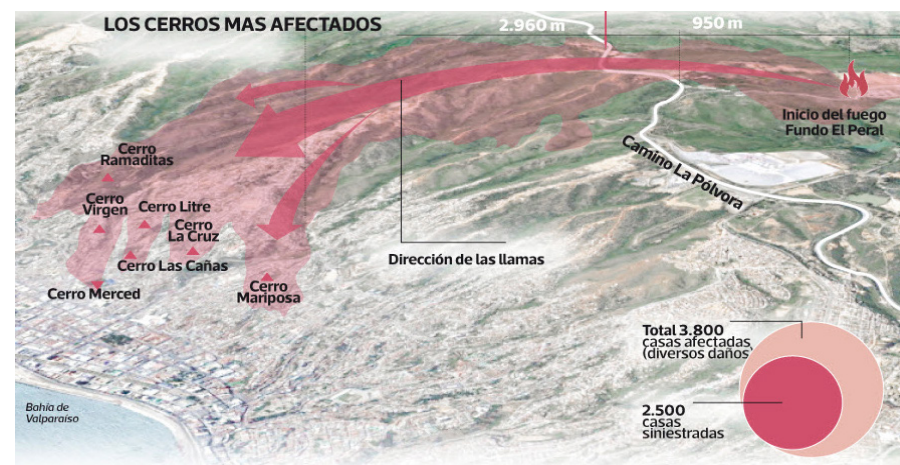 LOS CERROS MAS AFECTADOS
2.960 m
950 m
Inicio del fuego
Fundo El Peral
Camino La Pólvora
Cerro
Ramaditas
Cerro
Virgen
Cerro Litre
Cerro
La Cruz
Cerro Las Cañas
Cerro Merced
Cerro
Mariposa
Dirección de las llamas
Total 3.800
casas afectadas
(diversos daños)
2.500
casas
siniestradas
Bahía de
Valparaíso